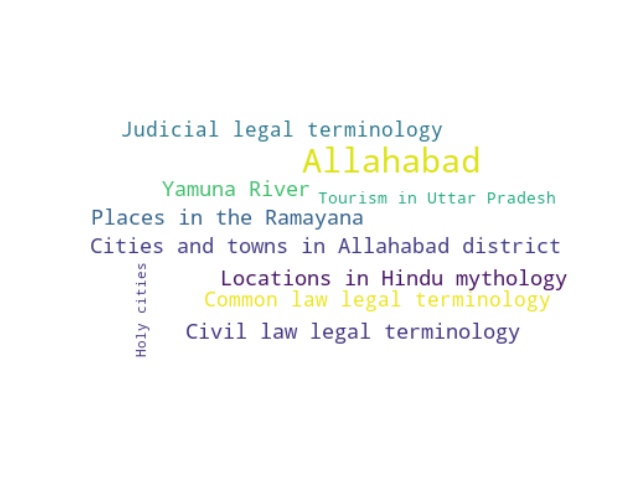 Judicial legal terminology
Allahabad
Yamuna River
Tourism in Uttar Pradesh
Places in the Ramayana
Cities and towns in Allahabad district
Holy cities
Locations in Hindu mythology
Common law legal terminology
Civil law legal terminology